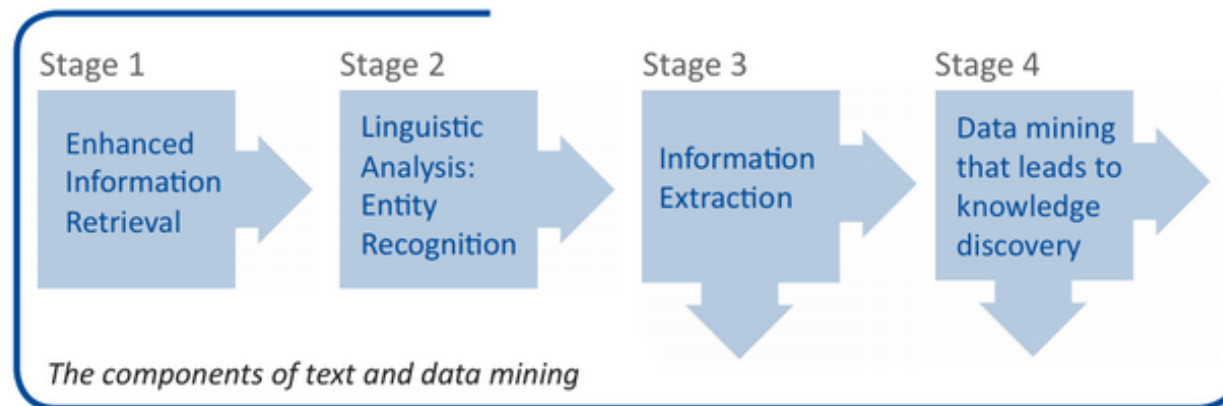 Stage 1
Enhanced
Information
Retrieval
Stage 2
Linguistic
Analysis:
Entity
Recognition
Stage 3
Information
Extraction
Stage 4
Data mining
that leads to
knowledge
discovery
The components of text and data mining